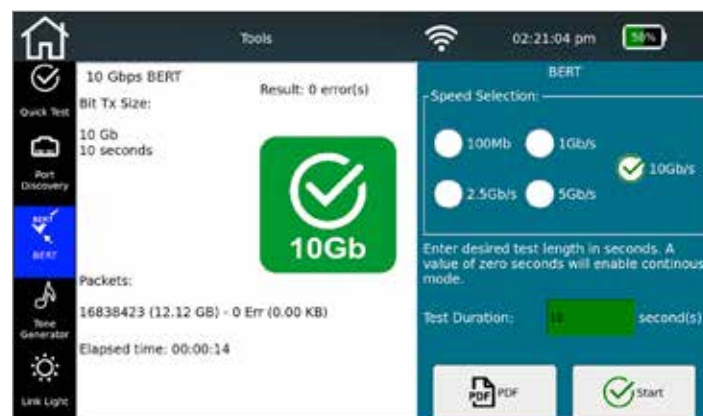 Tools
02:21:04 pm
50%
Quick Test
Port
Discovery
BERT
BERT
Tone
Generator
Link Light
10 Gbps BERT
Result: 0 error(s)
Bit Tx Size:
10 Gb
10 seconds
10Gb
Packets:
16838423 (12.12 GB) - 0 Err (0.00 KB)
Elapsed time: 00:00:14
BERT
Speed Selection:
100Mb
1Gb/s
10Gb/s
2.5Gb/s
5Gb/s
Enter desired test length in seconds. A
value of zero seconds will enable continous
mode.
Test Duration:
10
second(s)
PDF
PDF
Start